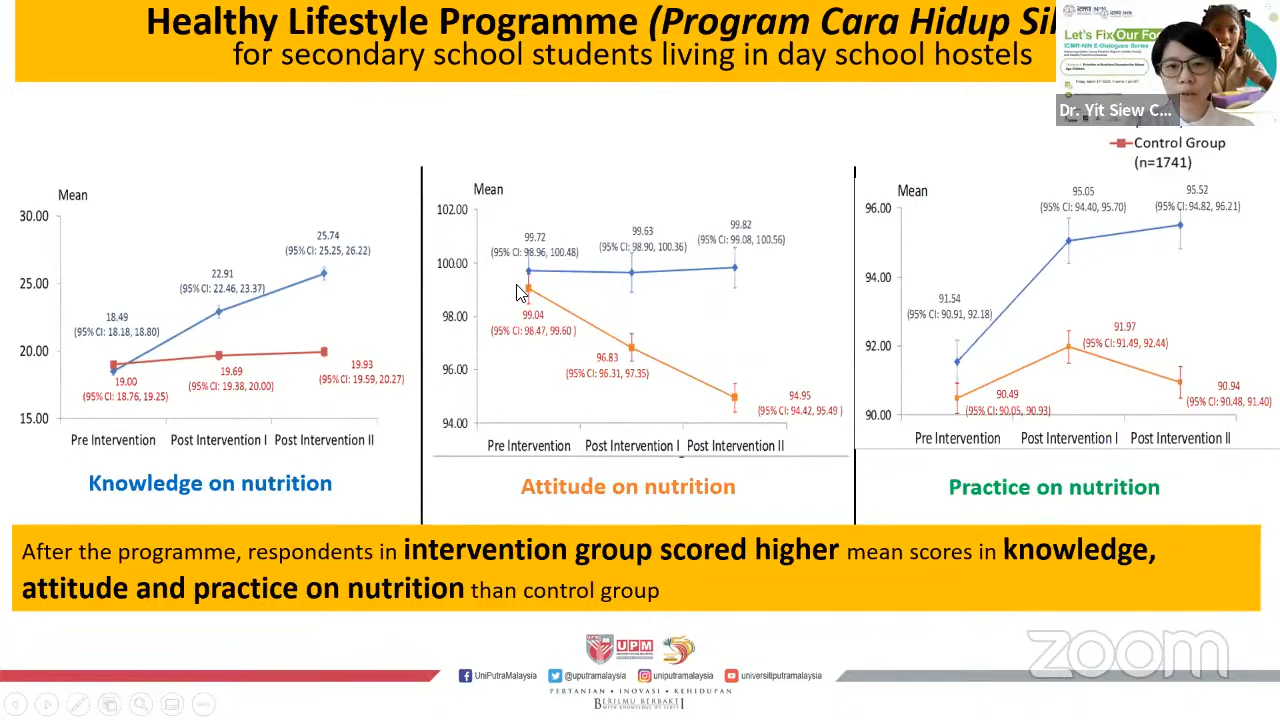 Healthy Lifestyle Programme (Program Cara Hidup
for secondary school students living in day school hostels
Let's Fix Our
ICMR-NIN E-Dialogues Series
Dr. Yit Siew C...
Control Group
(n=1741)
Mean
30.00
25.00
20.00
15.00
18.49
(95% CI: 18.18, 18.80)
22.91
(95% CI: 22.46, 23.37)
25.74
(95% CI: 25.25, 26.22)
19.00
(95% CI: 18.76, 19.25)
19.69
(95% CI: 19.38, 20.00)
19.93
(95% CI: 19.59, 20.27)
Pre Intervention Post Intervention I Post Intervention II
Knowledge on nutrition
Mean
102.00
100.00
98.00
96.00
94.00
99.72
(95% CI: 98.96, 100.48)
99.63
(95% CI: 98.90, 100.36)
99.82
(95% CI: 99.08, 100.56)
99.04
(95% CI: 98.47, 99.60 )
96.83
(95% CI: 96.31, 97.35)
94.95
(95% CI: 94.42, 95.49 )
Pre Intervention Post Intervention I Post Intervention II
Attitude on nutrition
Mean
96.00
94.00
92.00
90.00
91.54
(95% CI: 90.91, 92.18)
95.05
(95% CI: 94.40, 95.70)
95.52
(95% CI: 94.82, 96.21)
90.49
(95% CI: 90.05, 90.93)
91.97
(95% CI: 91.49, 92.44)
90.94
(95% CI: 90.48, 91.40)
Pre Intervention Post Intervention I Post Intervention II
Practice on nutrition
After the programme, respondents in intervention group scored higher mean scores in knowledge,
attitude and practice on nutrition than control group
UPM
UniPutraMalaysia @uputramalaysia uniputramalaysia universitiputramalaysia
PERTANIAN • INOVASI • KEHIDUPAN
BERILMU BERBAKTI
WITH KNOWLEDGE WE SERVE
zoom